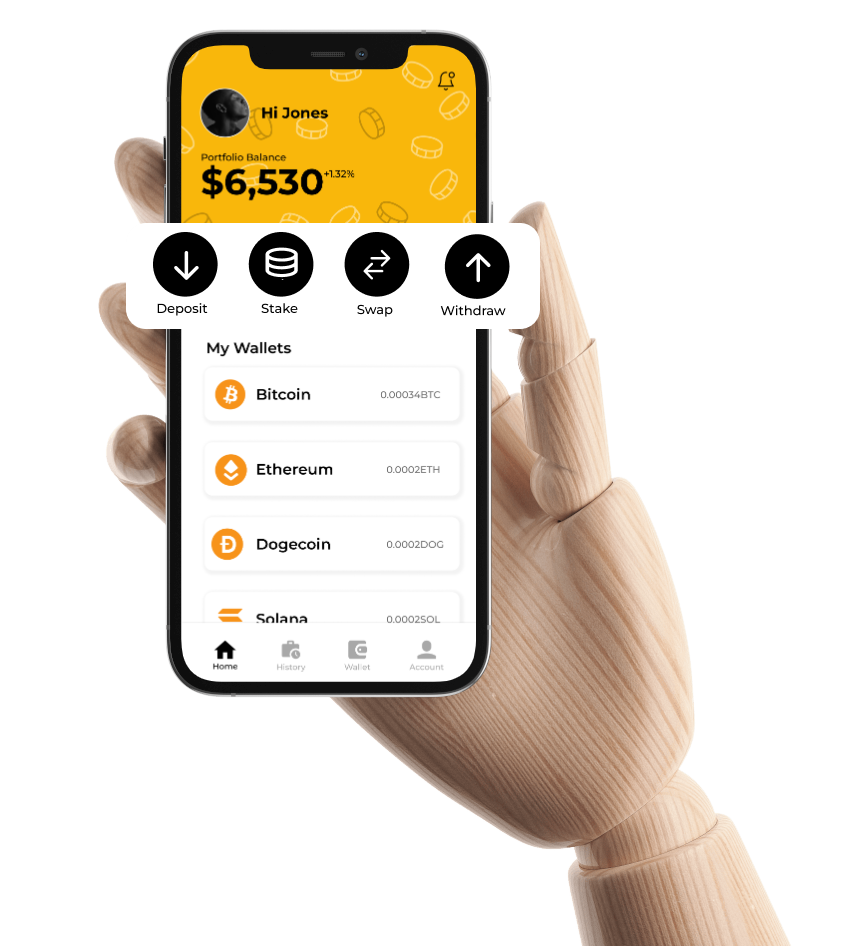 Hi Jones
Portfolio Balance
$6,530 +1.32%
Deposit Stake Swap Withdraw
My Wallets
Bitcoin 0.00034BTC
Ethereum 0.0002ETH
Dogecoin 0.0002DOG
Solana 0.0002SOL
Home History Wallet Account